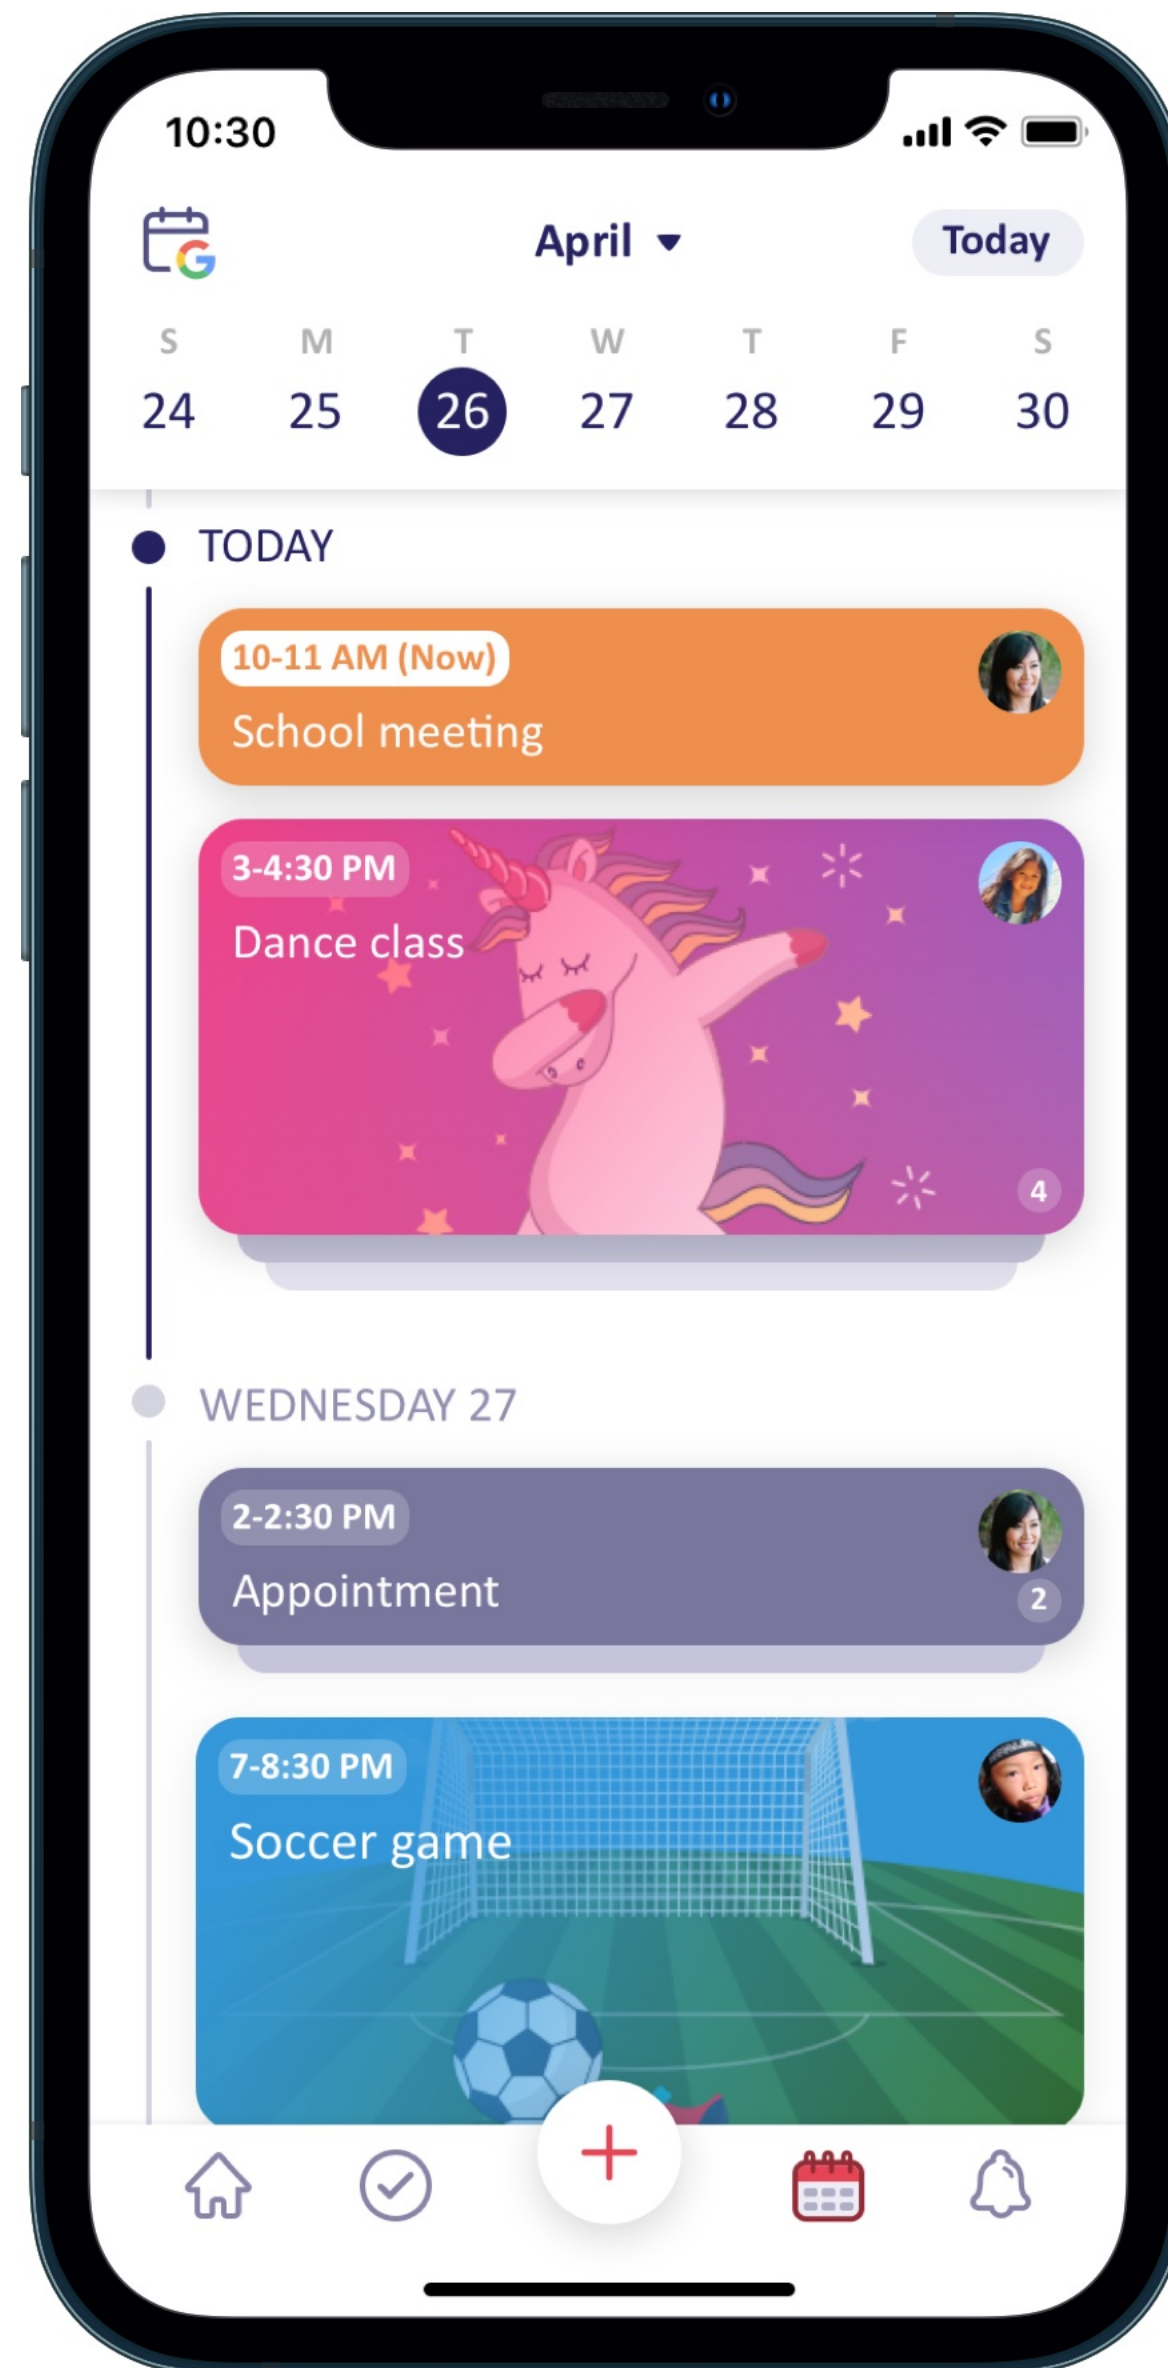 10:30
April Today
S M T W T F S
24 25 26 27 28 29 30
TODAY
10-11 AM (Now)
School meeting
3-4:30 PM
Dance class
4
WEDNESDAY 27
2-2:30 PM
Appointment
2
7-8:30 PM
Soccer game